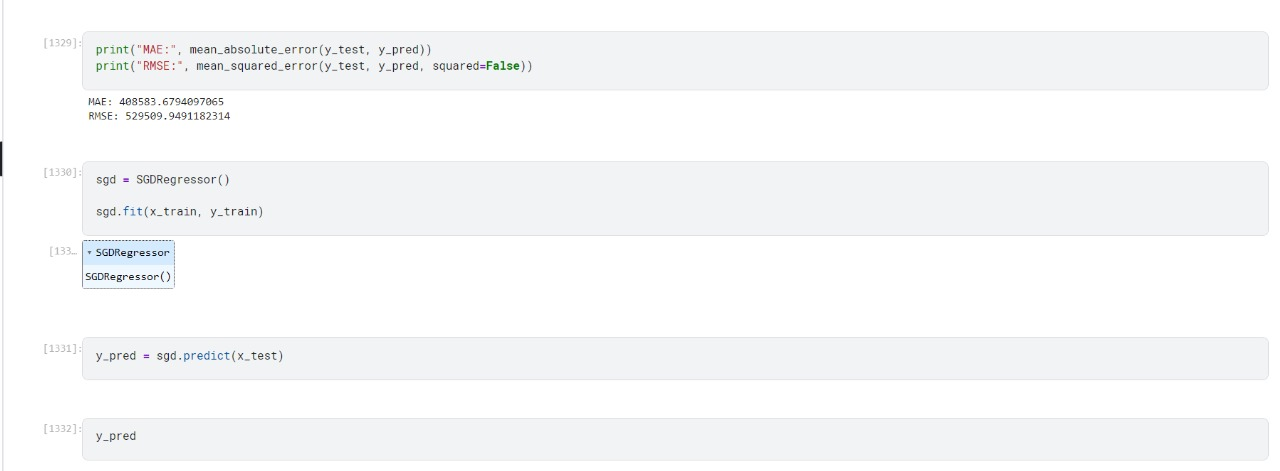 [1329]:
print("MAE:", mean_absolute_error(y_test, y_pred))
print("RMSE:", mean_squared_error(y_test, y_pred, squared=False))
MAE: 408583.6794097065
RMSE: 529509.9491182314
[1330]:
sgd = SGDRegressor()
sgd.fit(x_train, y_train)
[133…
▾ SGDRegressor
SGDRegressor()
[1331]:
y_pred = sgd.predict(x_test)
[1332]:
y_pred